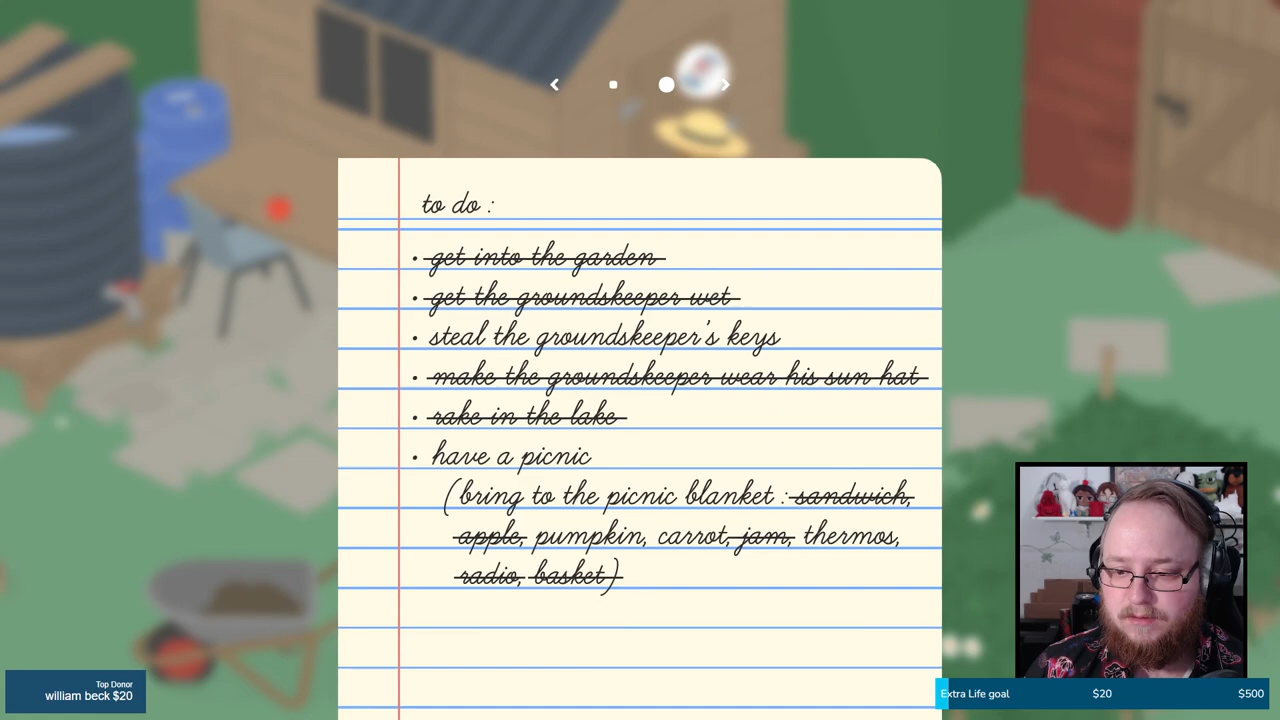 to do :
• get into the garden
• get the groundskeeper wet
• steal the groundskeeper's keys
• make the groundskeeper wear his sun hat
• rake in the lake
• have a picnic
(bring to the picnic blanket : sandwich,
apple, pumpkin, carrot, jam, thermos,
radio, basket)
Top Donor
william beck $20
Extra Life goal $20 $500